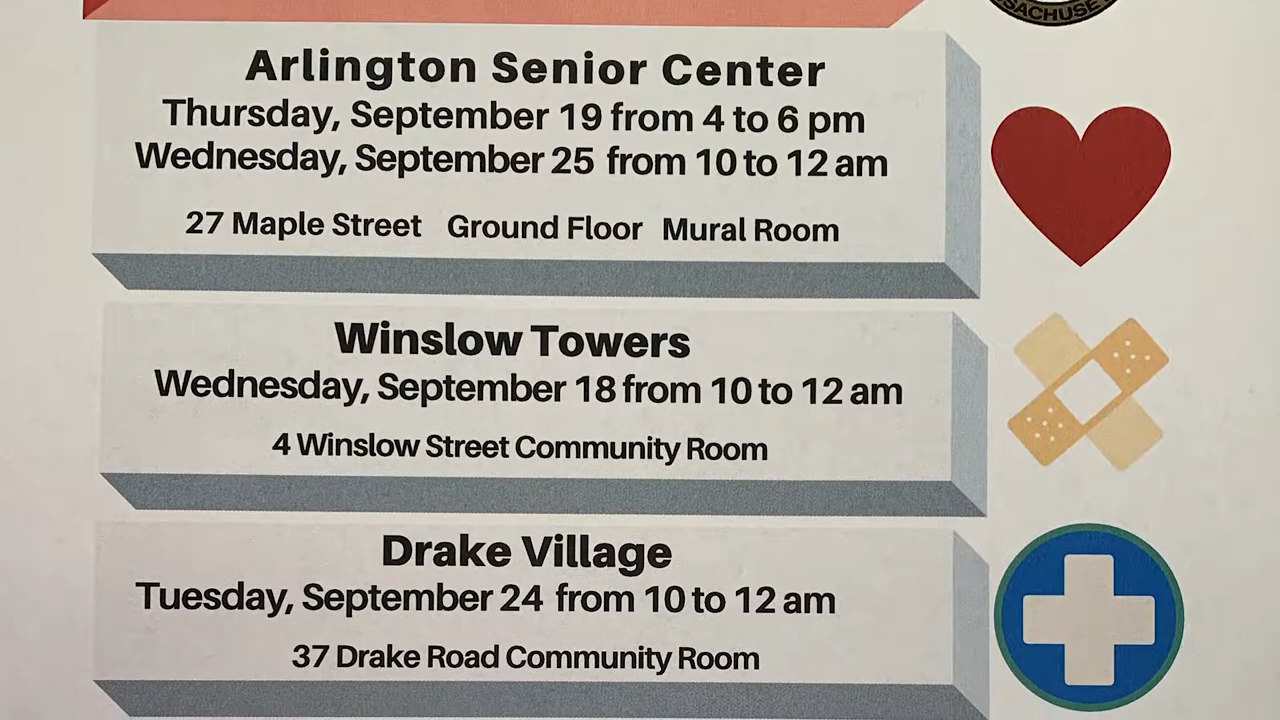 SACHUSE
Arlington Senior Center
Thursday, September 19 from 4 to 6 pm
Wednesday, September 25 from 10 to 12 am
27 Maple Street Ground Floor Mural Room
Winslow Towers
Wednesday, September 18 from 10 to 12 am
4 Winslow Street Community Room
Drake Village
Tuesday, September 24 from 10 to 12 am
37 Drake Road Community Room